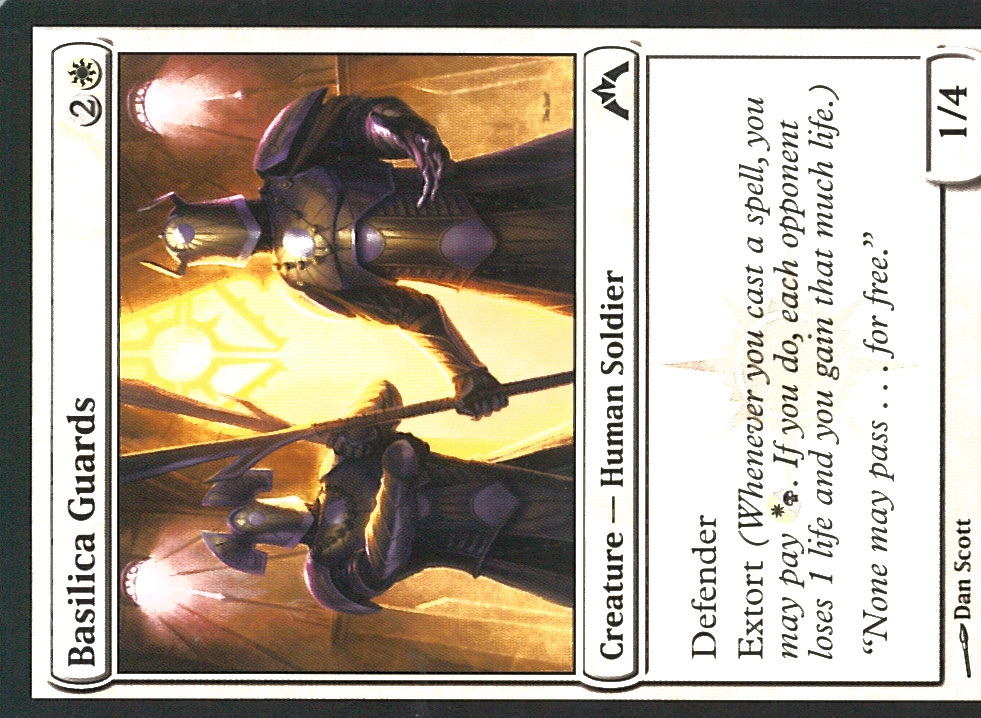 Basilica Guards 2
Creature — Human Soldier
Defender
Extort (Whenever you cast a spell, you
may pay . If you do, each opponent
loses 1 life and you gain that much life.)
“None may pass . . . for free.”
1/4
Dan Scott